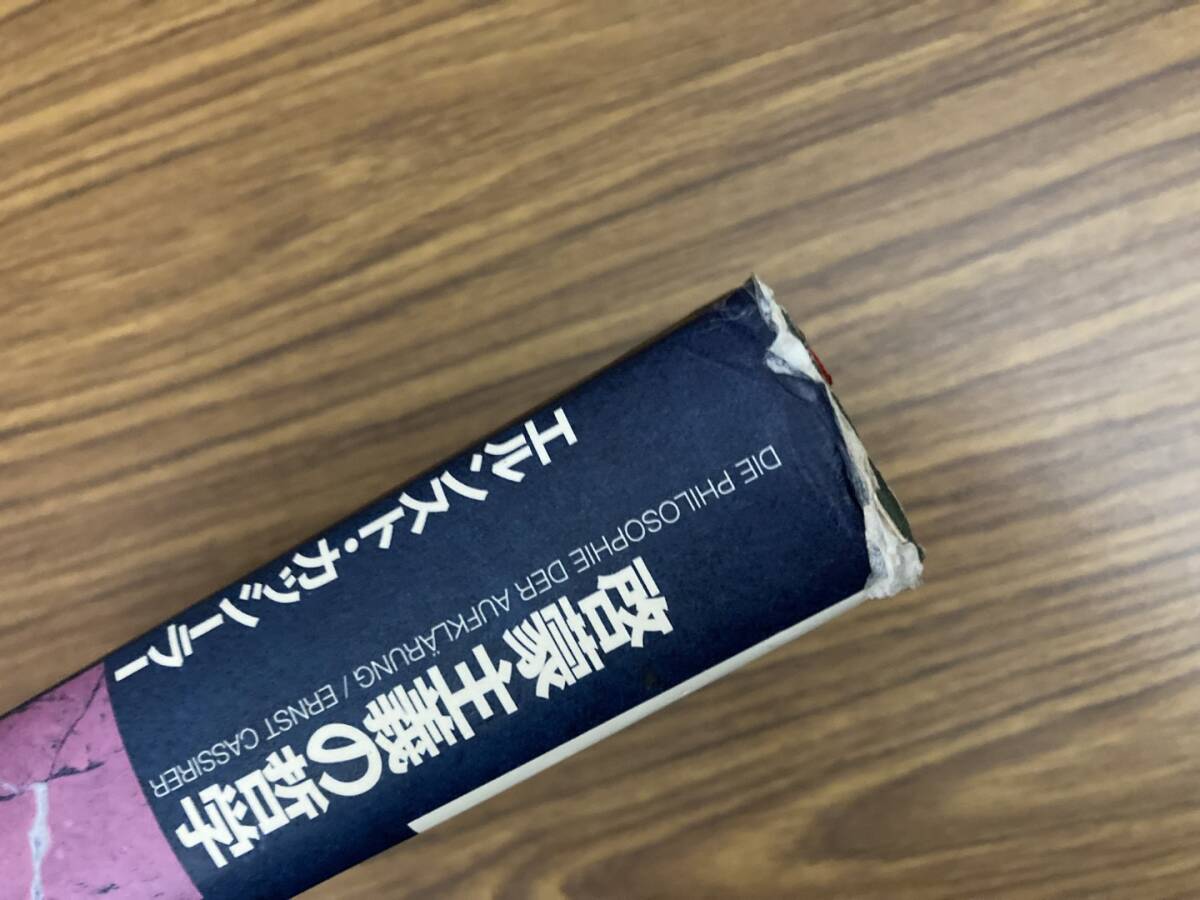 啓蒙主義の哲学
DIE PHILOSOPHIE DER AUFKLÄRUNG / ERNST CASSIRER
エルンスト・カッシーラー